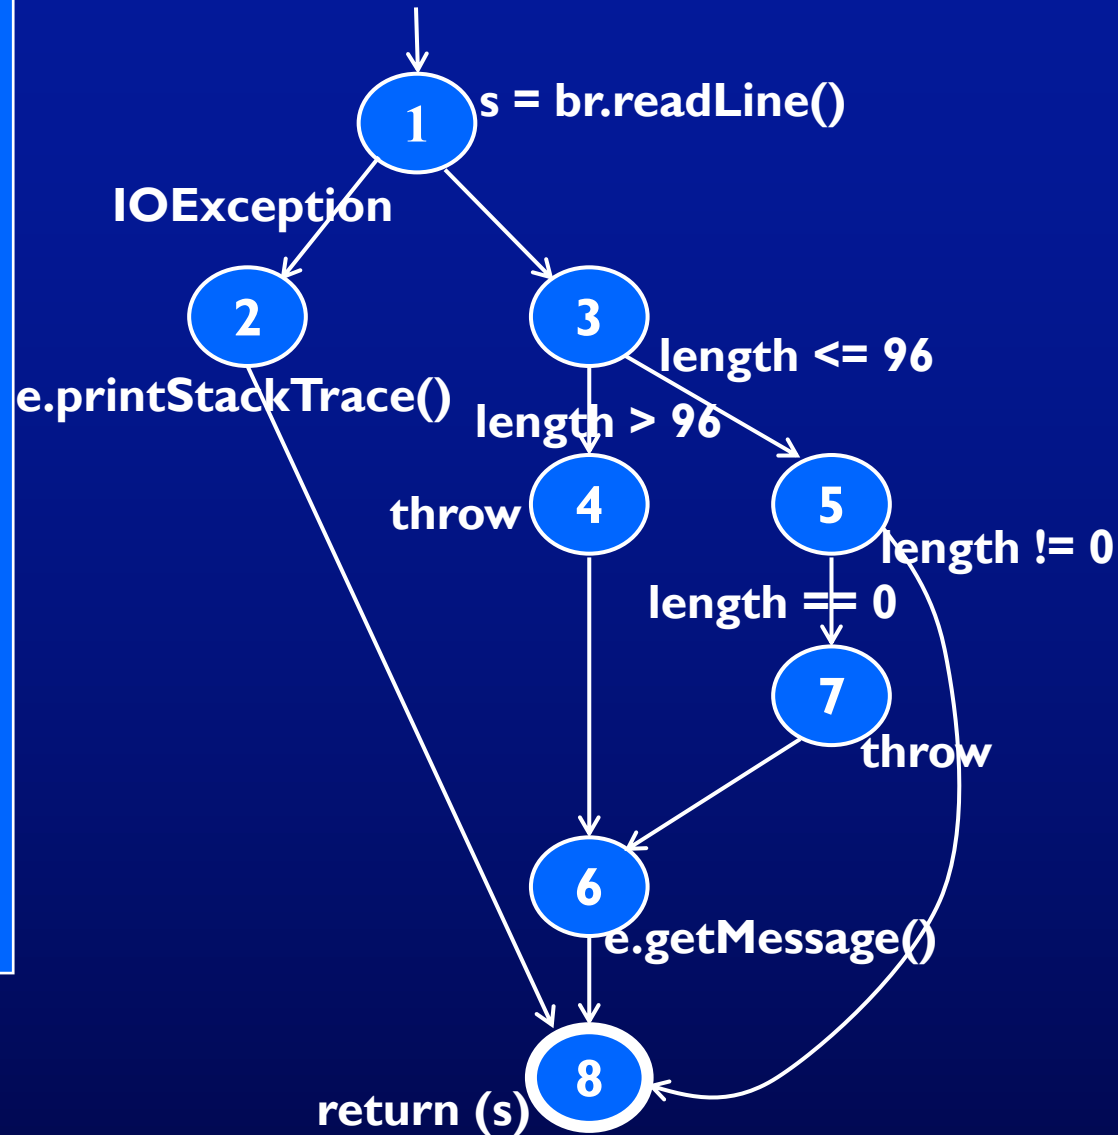 1
s = br.readLine()
IOException
2
3
length <= 96
e.printStackTrace()
length > 96
throw
4
5
length != 0
length == 0
7
throw
6
e.getMessage()
8
return (s)